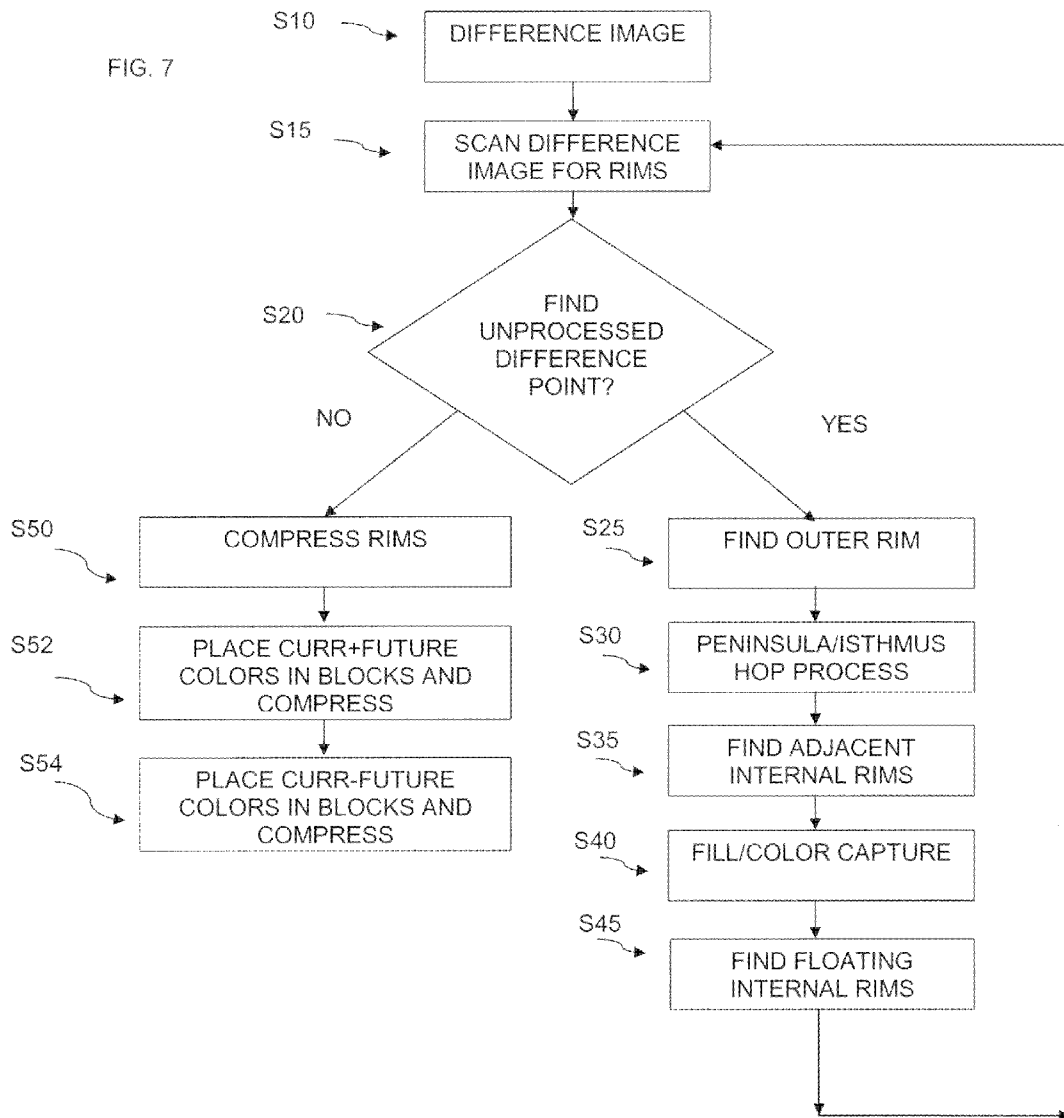 S10
DIFFERENCE IMAGE
FIG. 7
S15
SCAN DIFFERENCE
IMAGE FOR RIMS
S20
FIND
UNPROCESSED
DIFFERENCE
POINT?
NO
YES
S50
COMPRESS RIMS
S25
FIND OUTER RIM
S52
PLACE CURR+FUTURE
COLORS IN BLOCKS AND
COMPRESS
S30
PENINSULA/ISTHMUS
HOP PROCESS
S54
PLACE CURR-FUTURE
COLORS IN BLOCKS AND
COMPRESS
S35
FIND ADJACENT
INTERNAL RIMS
S40
FILL/COLOR CAPTURE
S45
FIND FLOATING
INTERNAL RIMS